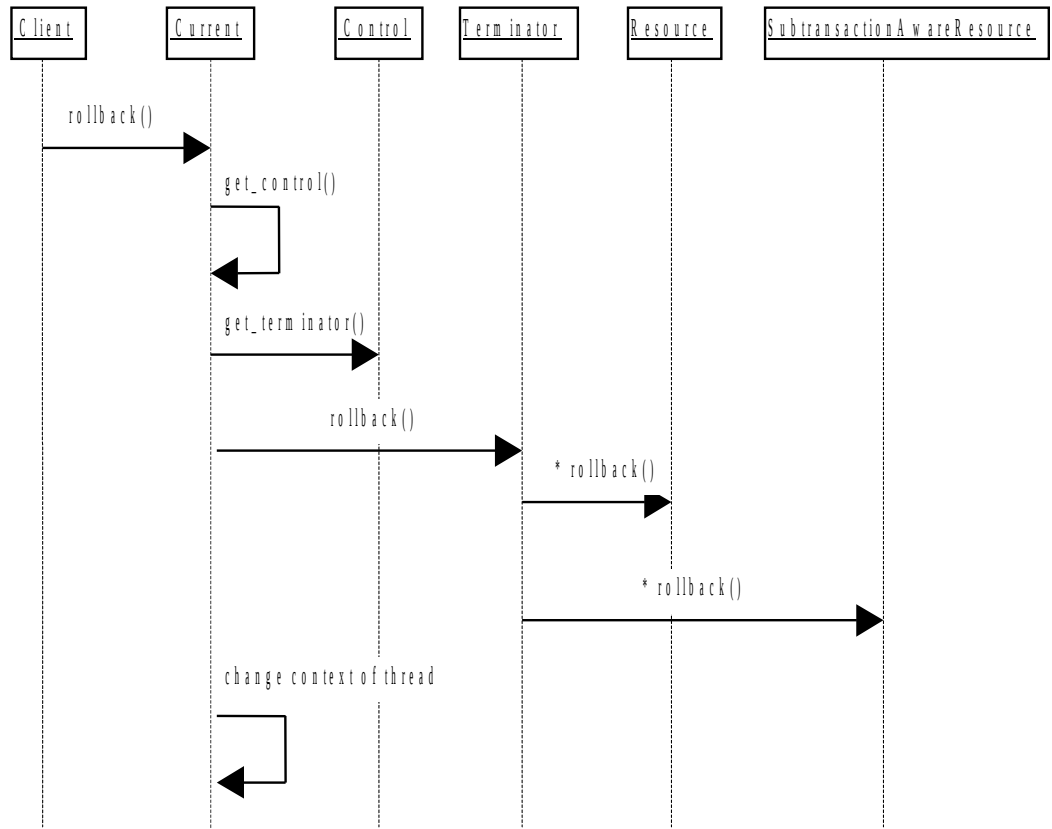 Client Current Control Terminator Resource SubtransactionAwareResource
rollback()
get_control()
get_terminator()
rollback()
* rollback()
* rollback()
change context of thread